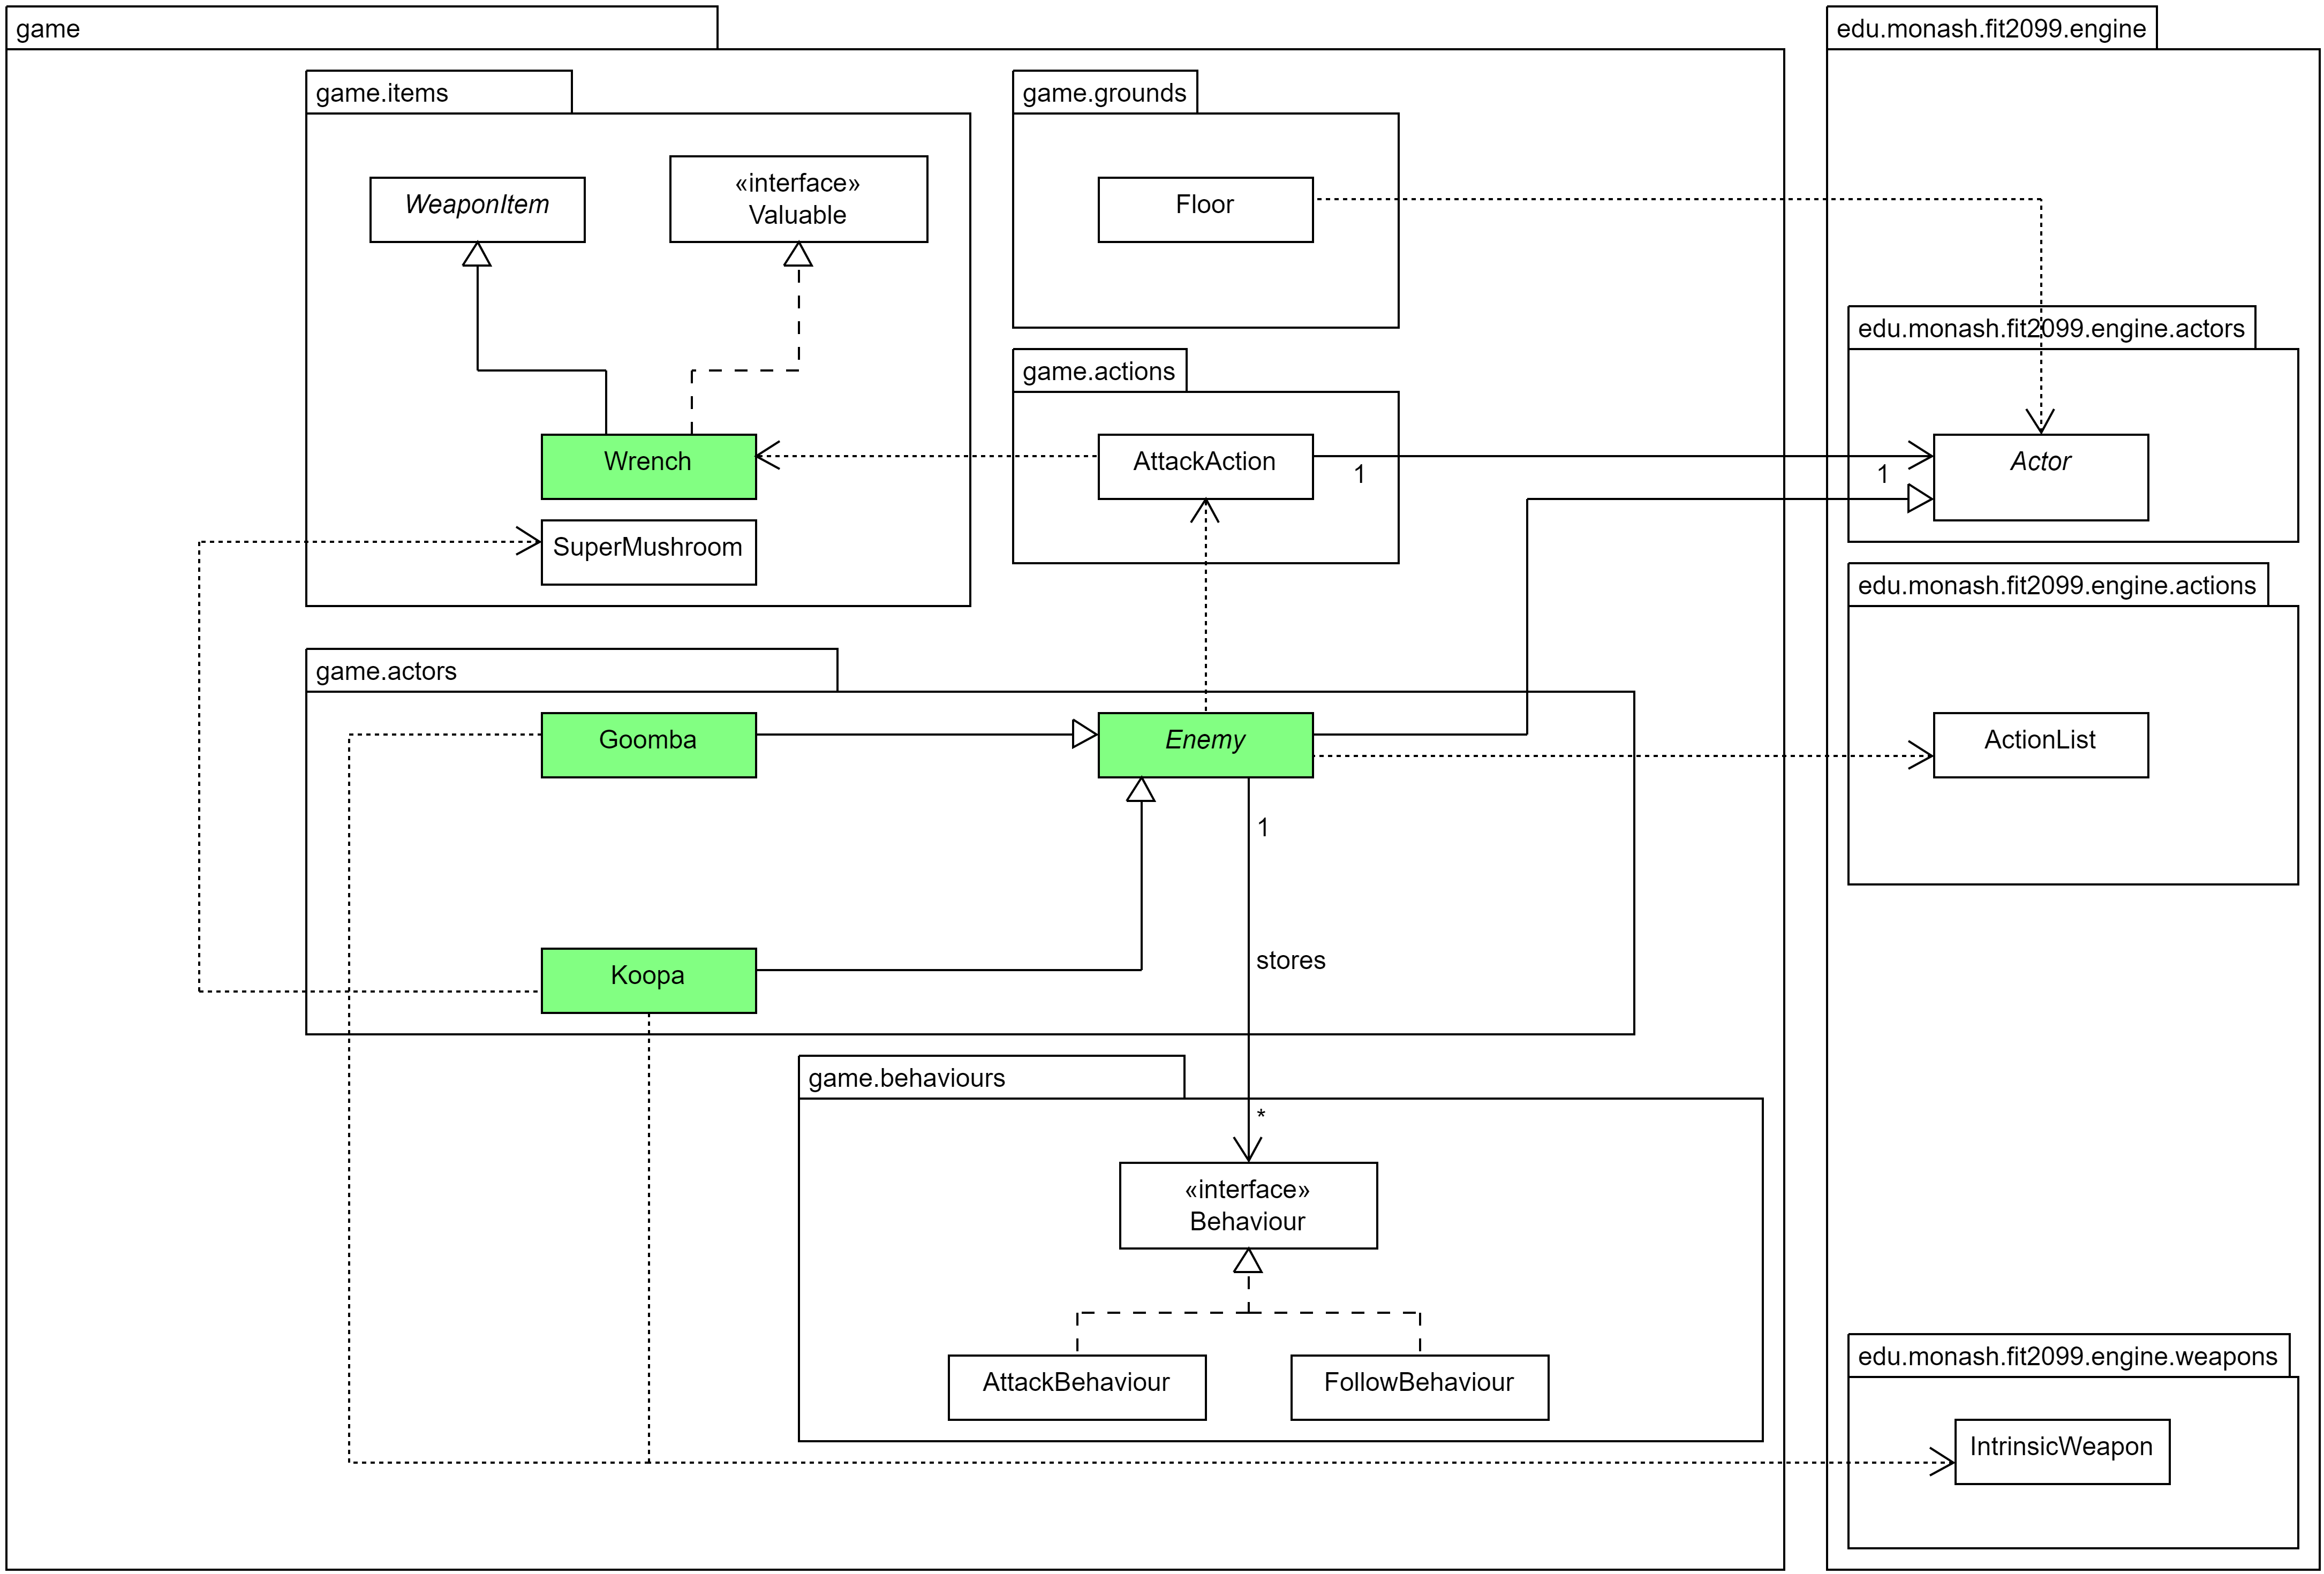 game
edu.monash.fit2099.engine
game.items
game.grounds
«interface»
Valuable
WeaponItem
Floor
edu.monash.fit2099.engine.actors
game.actions
Wrench
AttackAction
1
1
Actor
SuperMushroom
edu.monash.fit2099.engine.actions
game.actors
Goomba
Enemy
ActionList
1
stores
Koopa
game.behaviours
*
«interface»
Behaviour
edu.monash.fit2099.engine.weapons
AttackBehaviour
FollowBehaviour
IntrinsicWeapon